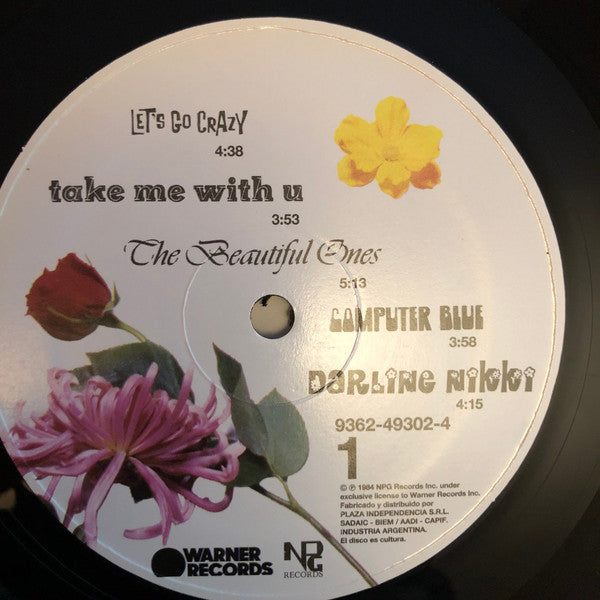 LET'S GO CRAZY
4:38
take me with u
3:53
The Beautiful Ones
5:13
COMPUTER BLUE
3:58
DARLING NIKKI
4:15
9362-49302-4
1
© ℗ 1984 NPG Records Inc. under
exclusive license to Warner Records Inc.
Fabricado y distribuido por
PLAZA INDEPENDENCIA S.R.L.
SADAIC - BIEM / AADI - CAPIF.
INDUSTRIA ARGENTINA.
El disco es cultura.
WARNER
RECORDS
NPG
RECORDS